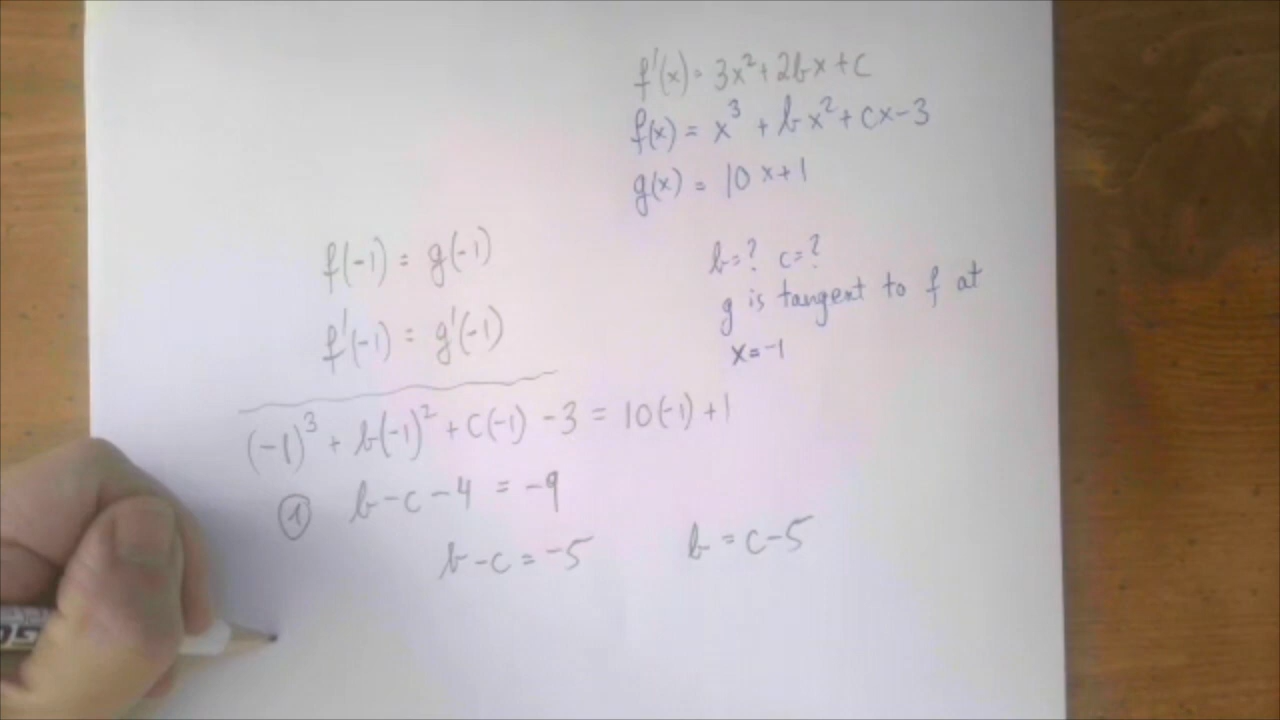 f'(x) = 3x² + 2bx + c
f(x) = x³ + bx² + cx - 3
g(x) = 10x + 1
b = ? c = ?
g is tangent to f at
x = -1
f(-1) = g(-1)
f'(-1) = g'(-1)
(-1)³ + b(-1)² + c(-1) - 3 = 10(-1) + 1
① b - c - 4 = -9
b - c = -5 b = c - 5